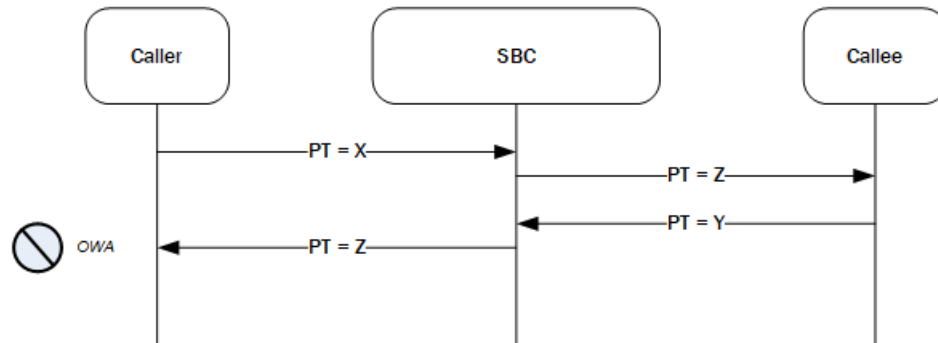 Caller
SBC
Callee
PT = X
PT = Z
PT = Y
OWA
PT = Z